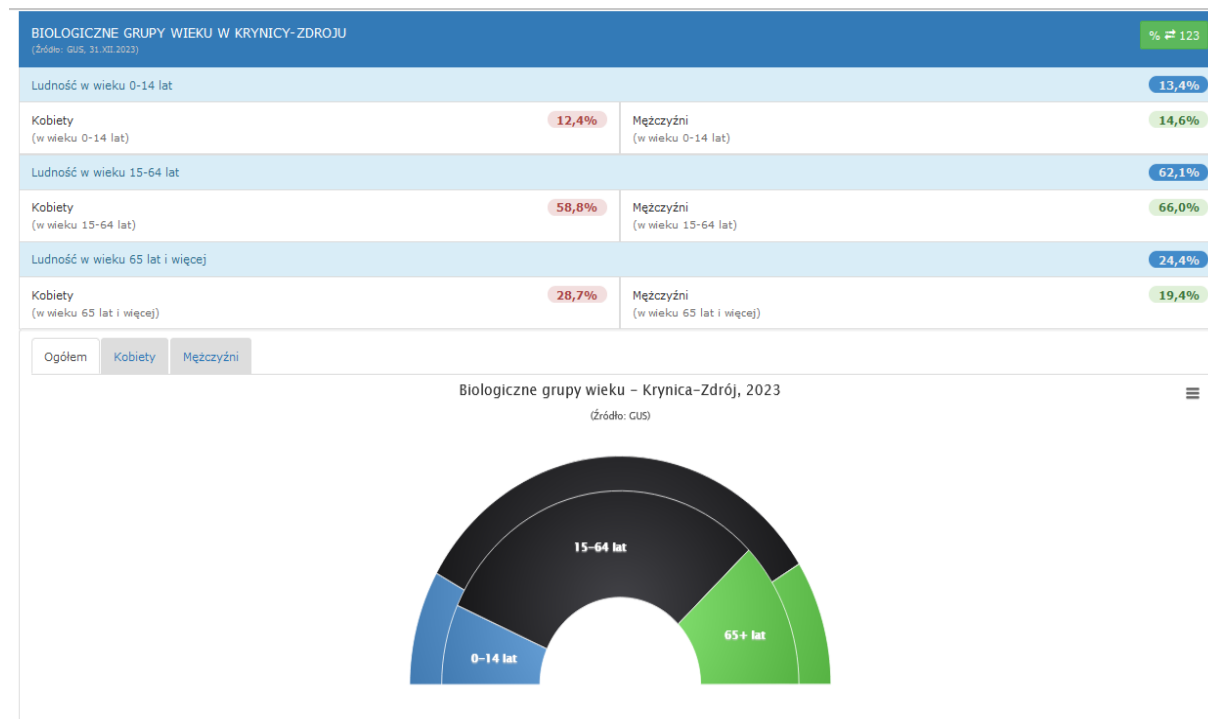 BIOLOGICZNE GRUPY WIEKU W KRYNICY-ZDROJU
(Źródło: GUS, 31.XII.2023)
% ⇄ 123
Ludność w wieku 0-14 lat 13,4%
Kobiety 12,4% Mężczyźni 14,6%
(w wieku 0-14 lat) (w wieku 0-14 lat)
Ludność w wieku 15-64 lat 62,1%
Kobiety 58,8% Mężczyźni 66,0%
(w wieku 15-64 lat) (w wieku 15-64 lat)
Ludność w wieku 65 lat i więcej 24,4%
Kobiety 28,7% Mężczyźni 19,4%
(w wieku 65 lat i więcej) (w wieku 65 lat i więcej)
Ogółem Kobiety Mężczyźni
Biologiczne grupy wieku – Krynica-Zdrój, 2023
(Źródło: GUS)
15-64 lat
65+ lat
0-14 lat